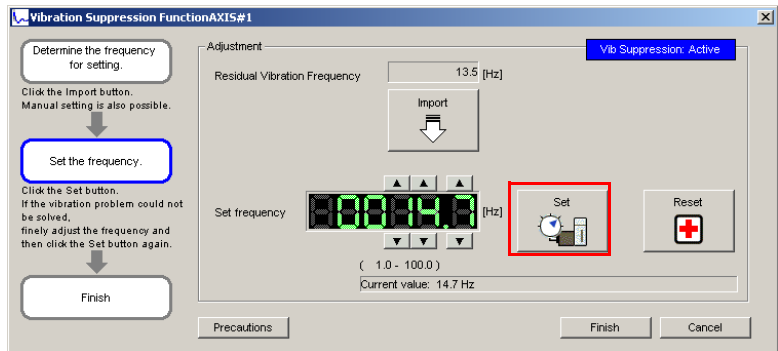 Vibration Suppression FunctionAXIS#1
Determine the frequency
for setting.
Click the Import button.
Manual setting is also possible.
Set the frequency.
Click the Set button.
If the vibration problem could not
be solved,
finely adjust the frequency and
then click the Set button again.
Finish
Adjustment
Vib Suppression: Active
Residual Vibration Frequency 13.5 [Hz]
Import
Set frequency 0014.7 [Hz]
Set
Reset
( 1.0 - 100.0 )
Current value: 14.7 Hz
Precautions
Finish
Cancel